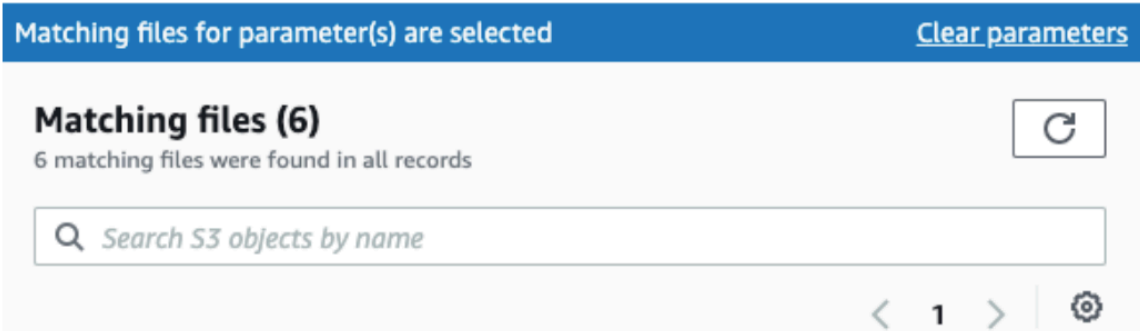 Matching files for parameter(s) are selected Clear parameters
Matching files (6)
6 matching files were found in all records
Search S3 objects by name
1